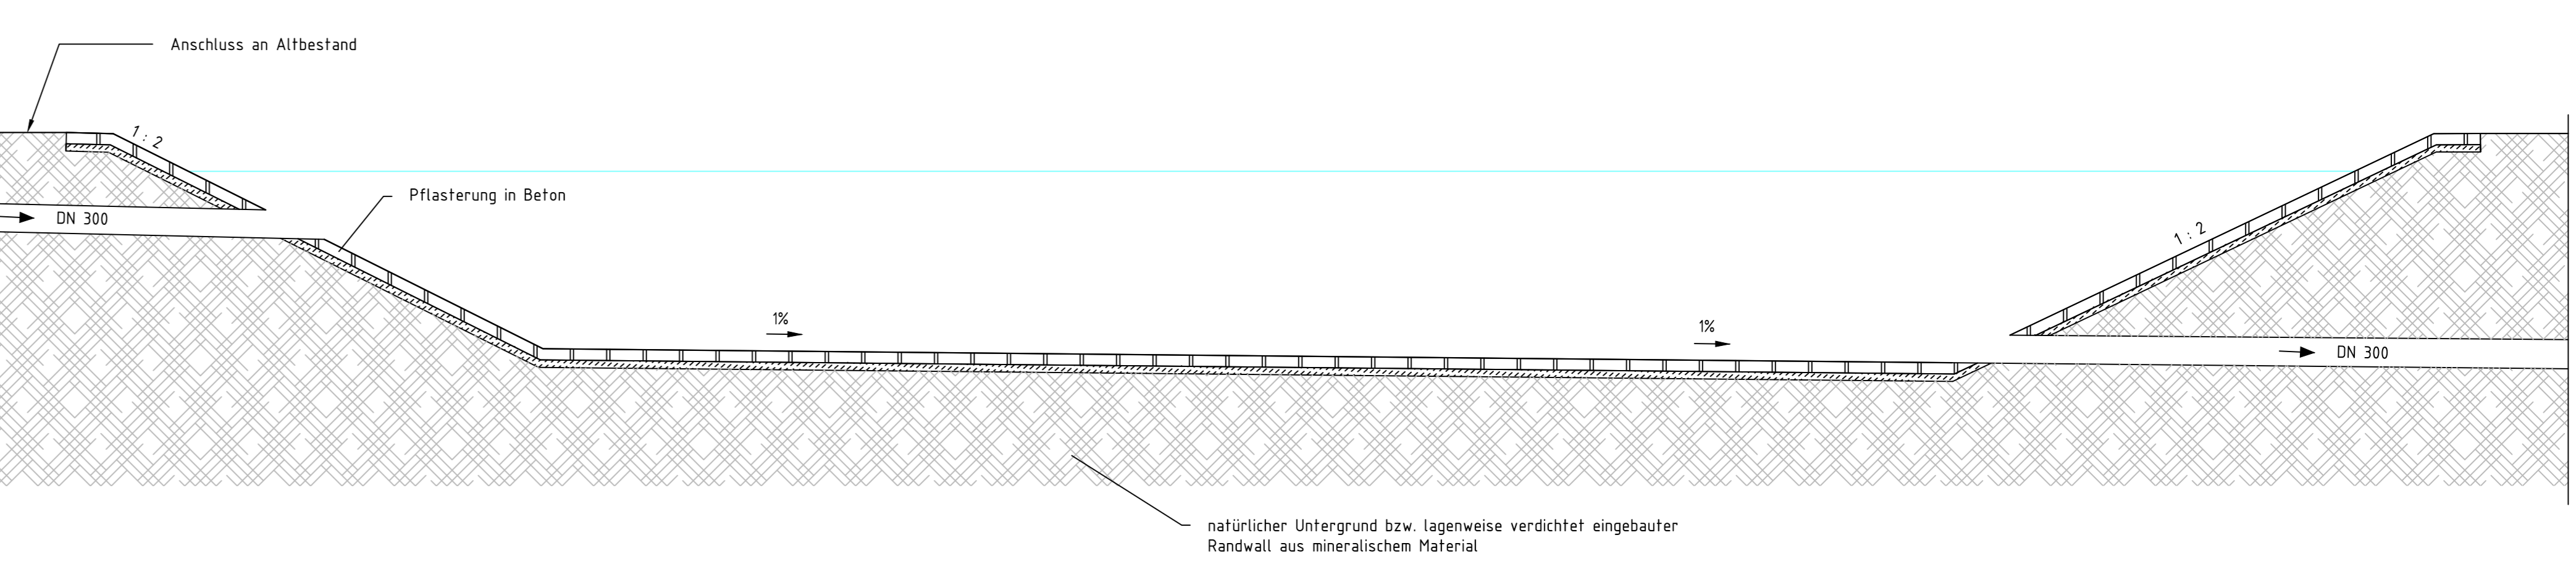 Anschluss an Altbestand
1 : 2
Pflasterung in Beton
DN 300
1 : 2
1%
1%
DN 300
natürlicher Untergrund bzw. lagenweise verdichtet eingebauter
Randwall aus mineralischem Material